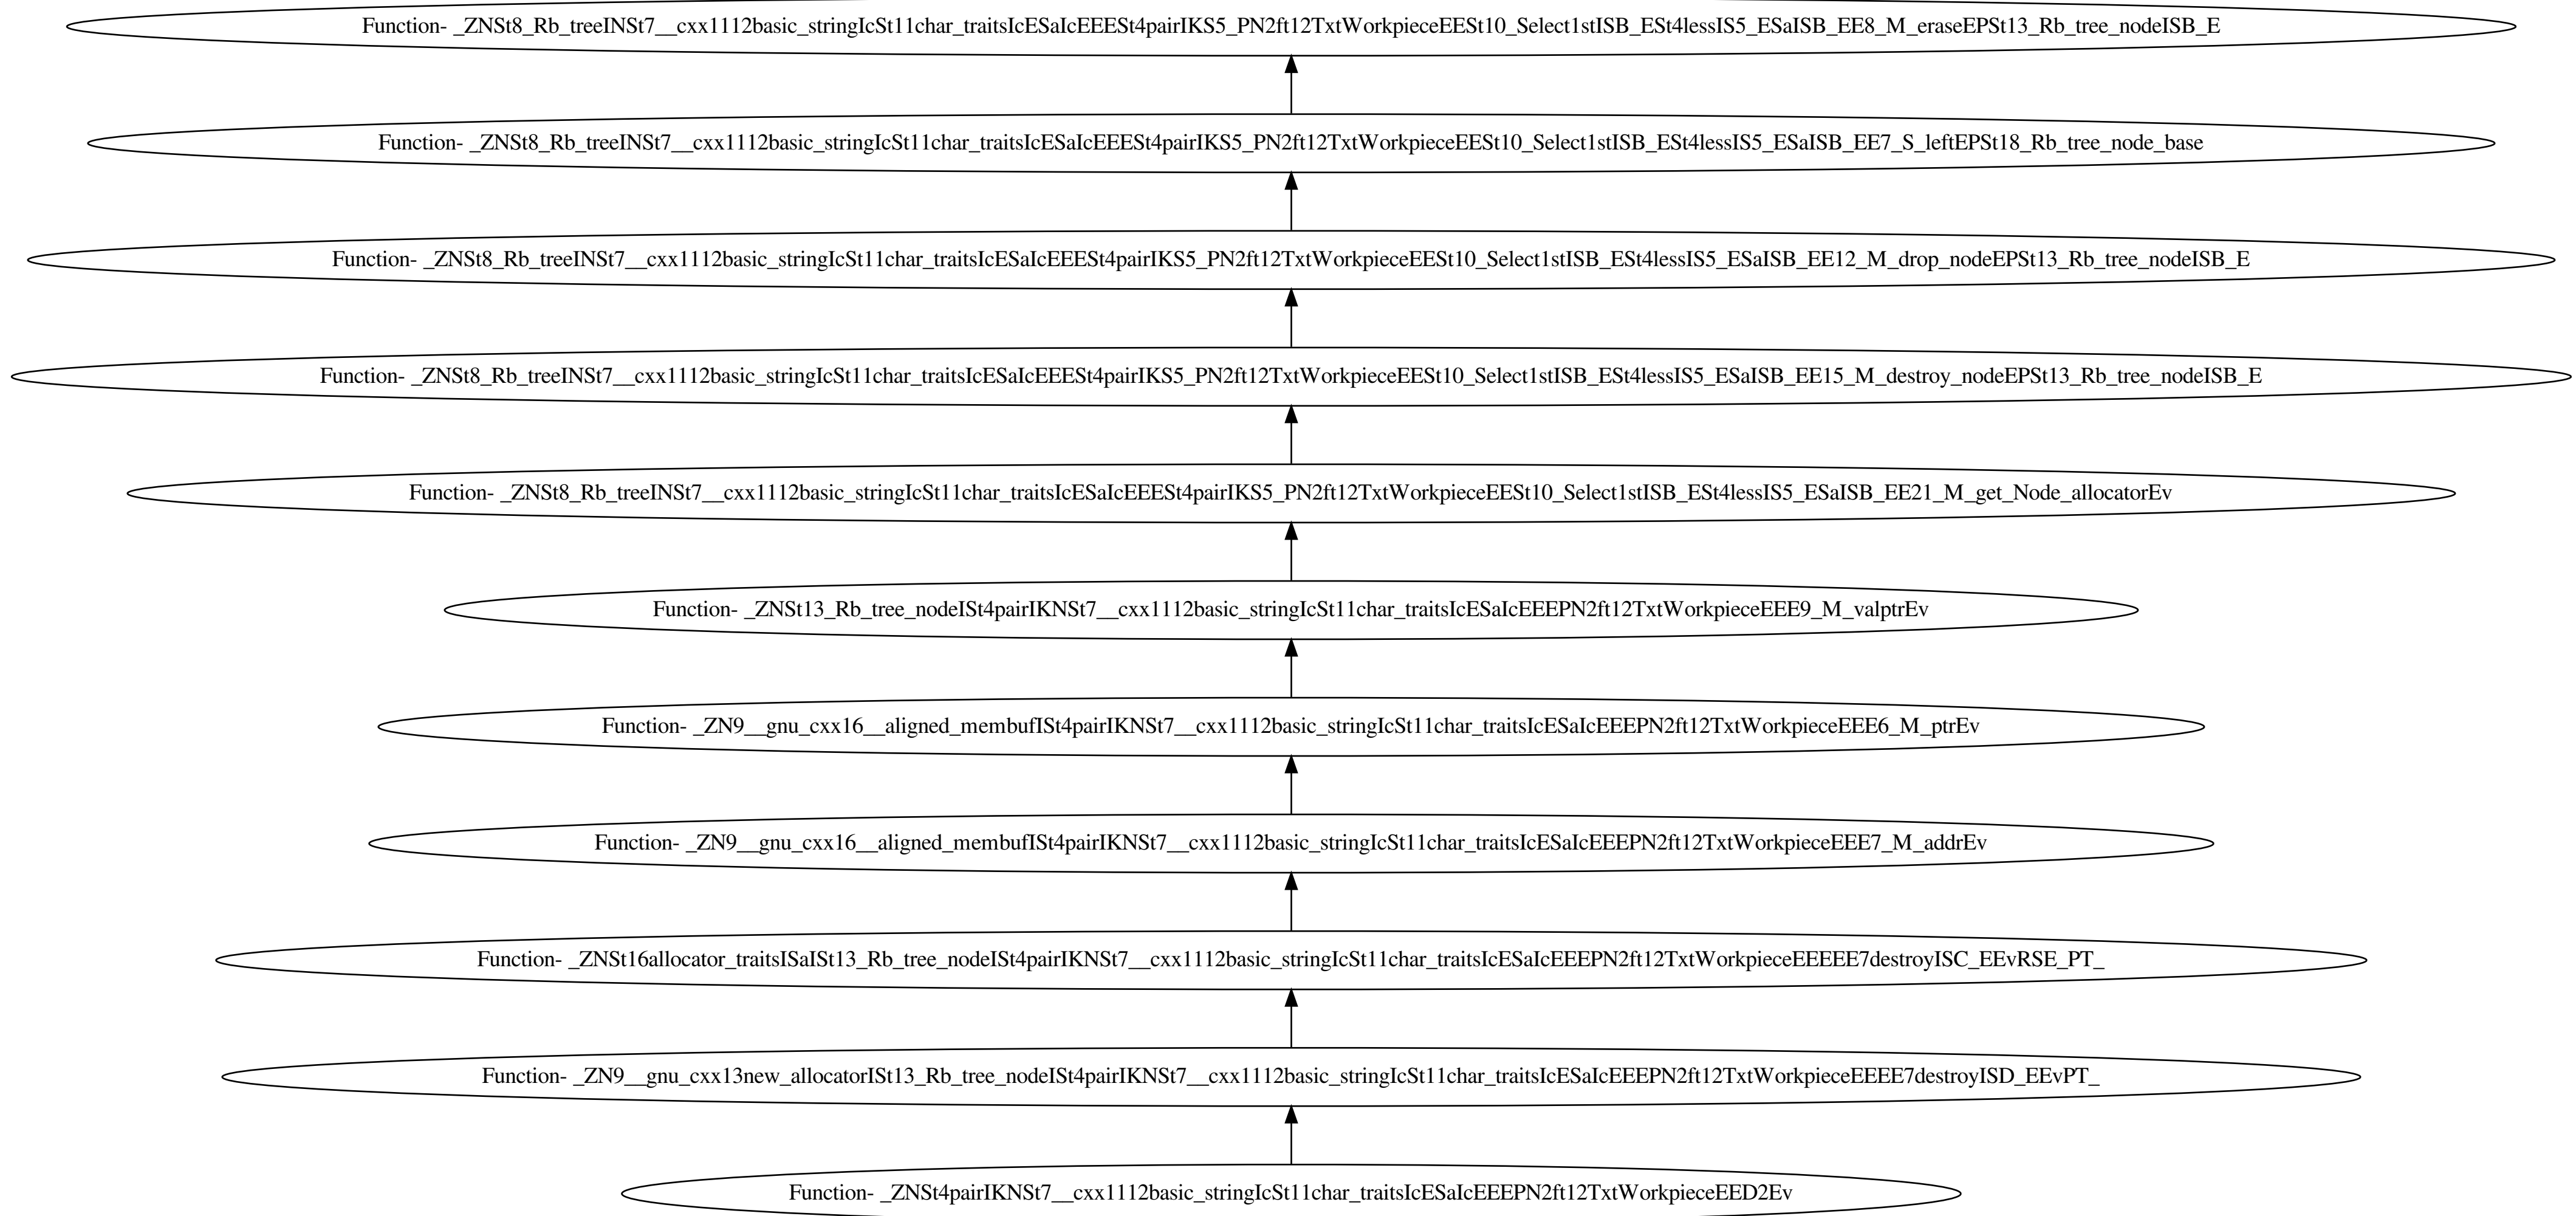 Function- _ZNSt8_Rb_treeINSt7__cxx1112basic_stringIcSt11char_traitsIcESaIcEEESt4pairIKS5_PN2ft12TxtWorkpieceEESt10_Select1stISB_ESt4lessIS5_ESaISB_EE8_M_eraseEPSt13_Rb_tree_nodeISB_E
Function- _ZNSt8_Rb_treeINSt7__cxx1112basic_stringIcSt11char_traitsIcESaIcEEESt4pairIKS5_PN2ft12TxtWorkpieceEESt10_Select1stISB_ESt4lessIS5_ESaISB_EE7_S_leftEPSt18_Rb_tree_node_base
Function- _ZNSt8_Rb_treeINSt7__cxx1112basic_stringIcSt11char_traitsIcESaIcEEESt4pairIKS5_PN2ft12TxtWorkpieceEESt10_Select1stISB_ESt4lessIS5_ESaISB_EE12_M_drop_nodeEPSt13_Rb_tree_nodeISB_E
Function- _ZNSt8_Rb_treeINSt7__cxx1112basic_stringIcSt11char_traitsIcESaIcEEESt4pairIKS5_PN2ft12TxtWorkpieceEESt10_Select1stISB_ESt4lessIS5_ESaISB_EE15_M_destroy_nodeEPSt13_Rb_tree_nodeISB_E
Function- _ZNSt8_Rb_treeINSt7__cxx1112basic_stringIcSt11char_traitsIcESaIcEEESt4pairIKS5_PN2ft12TxtWorkpieceEESt10_Select1stISB_ESt4lessIS5_ESaISB_EE21_M_get_Node_allocatorEv
Function- _ZNSt13_Rb_tree_nodeISt4pairIKNSt7__cxx1112basic_stringIcSt11char_traitsIcESaIcEEEPN2ft12TxtWorkpieceEEE9_M_valptrEv
Function- _ZN9__gnu_cxx16__aligned_membufISt4pairIKNSt7__cxx1112basic_stringIcSt11char_traitsIcESaIcEEEPN2ft12TxtWorkpieceEEE6_M_ptrEv
Function- _ZN9__gnu_cxx16__aligned_membufISt4pairIKNSt7__cxx1112basic_stringIcSt11char_traitsIcESaIcEEEPN2ft12TxtWorkpieceEEE7_M_addrEv
Function- _ZNSt16allocator_traitsISaISt13_Rb_tree_nodeISt4pairIKNSt7__cxx1112basic_stringIcSt11char_traitsIcESaIcEEEPN2ft12TxtWorkpieceEEEEE7destroyISC_EEvRSE_PT_
Function- _ZN9__gnu_cxx13new_allocatorISt13_Rb_tree_nodeISt4pairIKNSt7__cxx1112basic_stringIcSt11char_traitsIcESaIcEEEPN2ft12TxtWorkpieceEEEE7destroyISD_EEvPT_
Function- _ZNSt4pairIKNSt7__cxx1112basic_stringIcSt11char_traitsIcESaIcEEEPN2ft12TxtWorkpieceEED2Ev